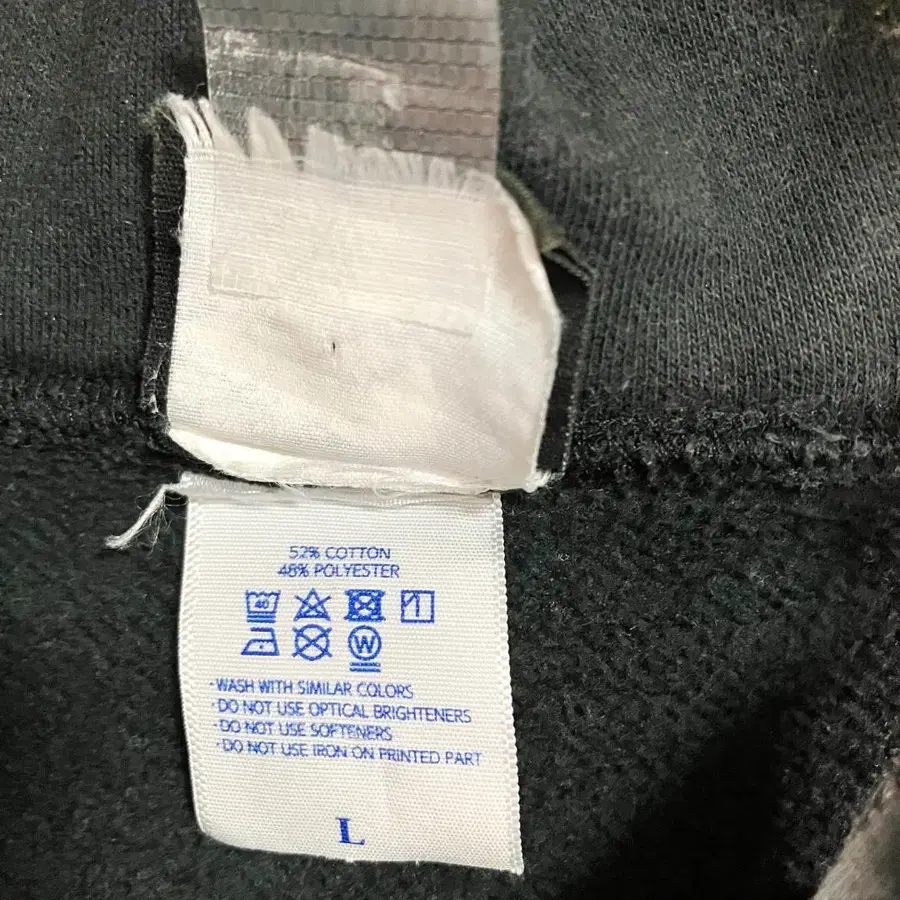 52% COTTON
48% POLYESTER
40
W
·WASH WITH SIMILAR COLORS
·DO NOT USE OPTICAL BRIGHTENERS
·DO NOT USE SOFTENERS
·DO NOT USE IRON ON PRINTED PART
L